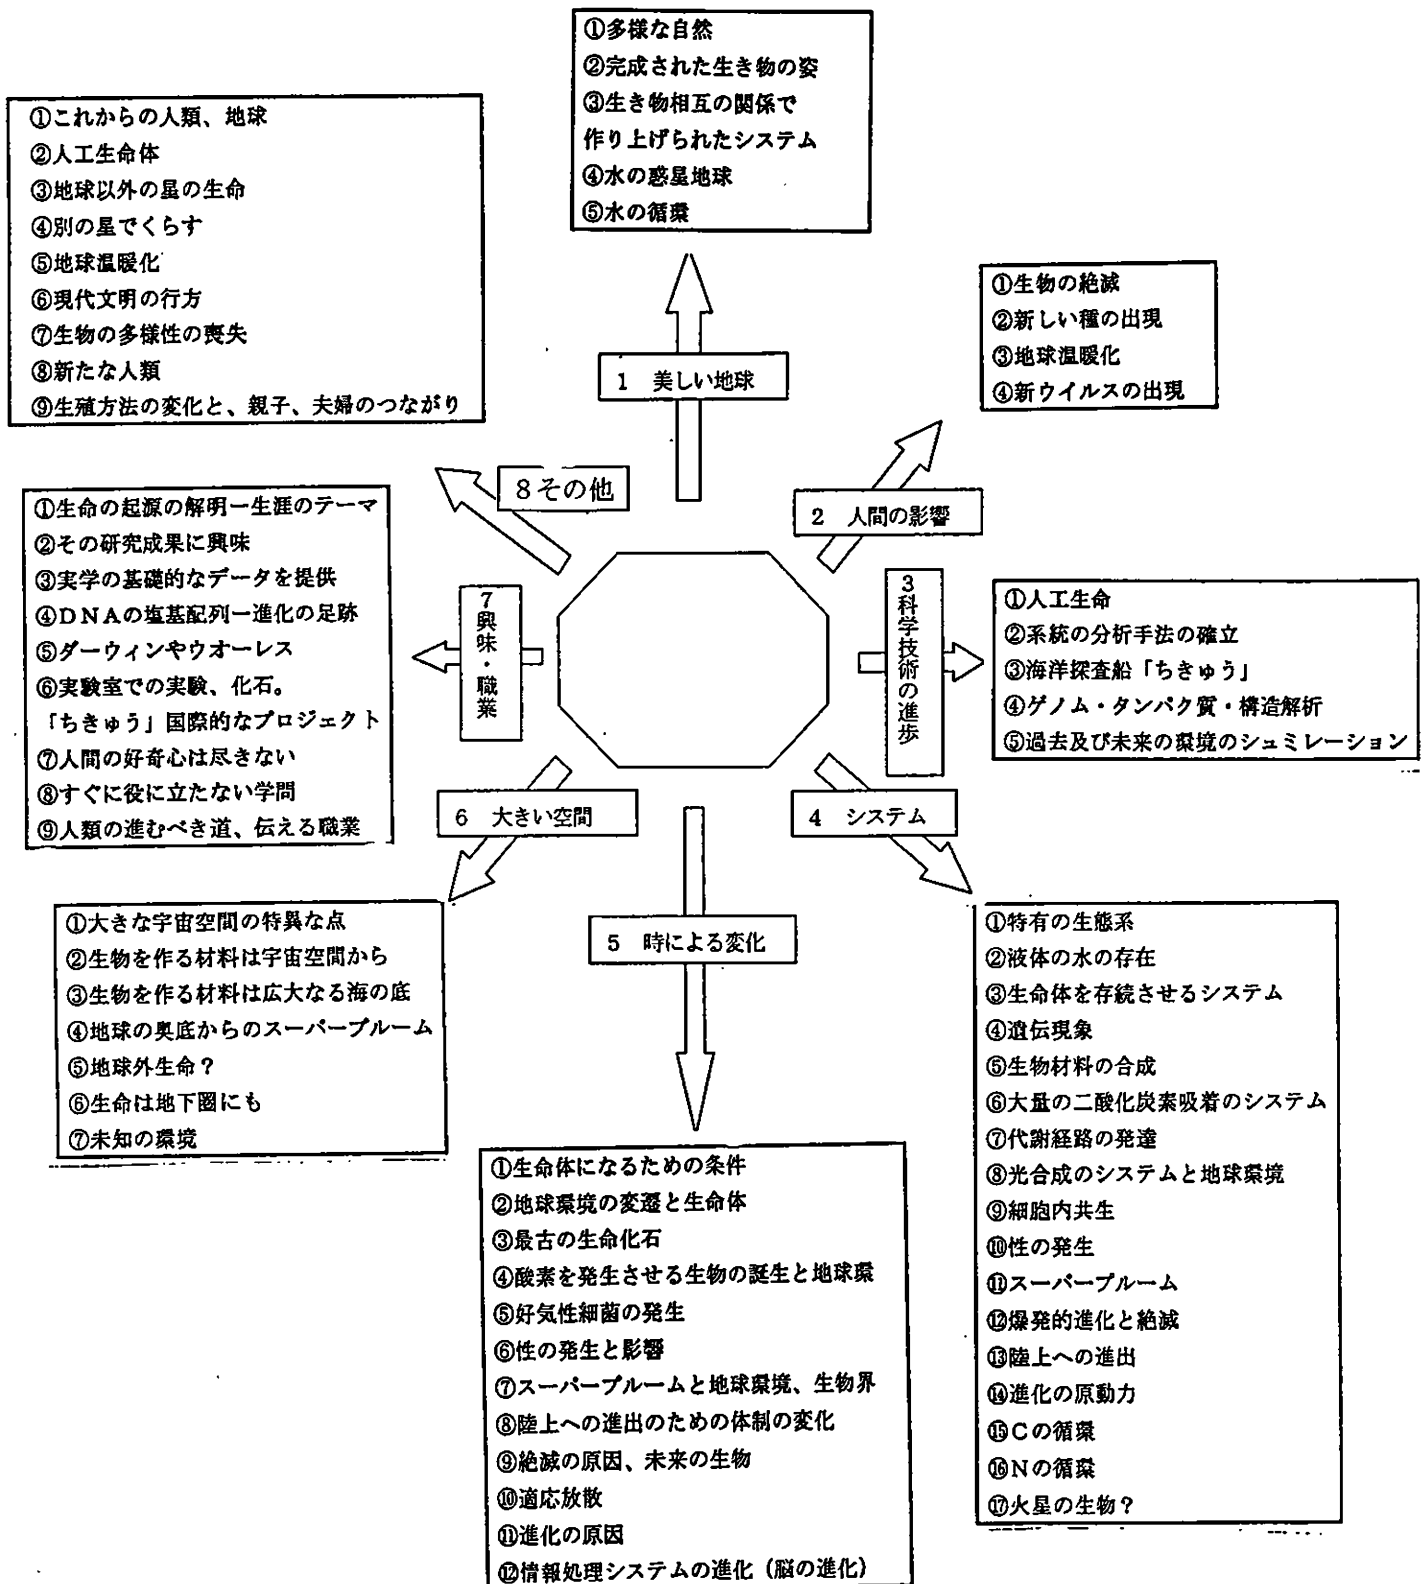 ①多様な自然
②完成された生き物の姿
③生き物相互の関係で
作り上げられたシステム
④水の惑星地球
⑤水の循環
1 美しい地球
①生物の絶滅
②新しい種の出現
③地球温暖化
④新ウイルスの出現
2 人間の影響
①人工生命
②系統の分析手法の確立
③海洋探査船「ちきゅう」
④ゲノム・タンパク質・構造解析
⑤過去及び未来の環境のシュミレーション
3科学技術の進歩
①特有の生態系
②液体の水の存在
③生命体を存続させるシステム
④遺伝現象
⑤生物材料の合成
⑥大量の二酸化炭素吸着のシステム
⑦代謝経路の発達
⑧光合成のシステムと地球環境
⑨細胞内共生
⑩性の発生
⑪スーパープルーム
⑫爆発的進化と絶滅
⑬陸上への進出
⑭進化の原動力
⑮Cの循環
⑯Nの循環
⑰火星の生物?
4 システム
①生命体になるための条件
②地球環境の変遷と生命体
③最古の生命化石
④酸素を発生させる生物の誕生と地球環
⑤好気性細菌の発生
⑥性の発生と影響
⑦スーパープルームと地球環境、生物界
⑧陸上への進出のための体制の変化
⑨絶滅の原因、未来の生物
⑩適応放散
⑪進化の原因
⑫情報処理システムの進化(脳の進化)
5 時による変化
①大きな宇宙空間の特異な点
②生物を作る材料は宇宙空間から
③生物を作る材料は広大なる海の底
④地球の奥底からのスーパープルーム
⑤地球外生命?
⑥生命は地下圏にも
⑦未知の環境
6 大きい空間
①生命の起源の解明ー生涯のテーマ
②その研究成果に興味
③実学の基礎的なデータを提供
④DNAの塩基配列ー進化の足跡
⑤ダーウィンやウオーレス
⑥実験室での実験、化石。
「ちきゅう」国際的なプロジェクト
⑦人間の好奇心は尽きない
⑧すぐに役に立たない学問
⑨人類の進むべき道、伝える職業
7興味・職業
①これからの人類、地球
②人工生命体
③地球以外の星の生命
④別の星でくらす
⑤地球温暖化
⑥現代文明の行方
⑦生物の多様性の喪失
⑧新たな人類
⑨生殖方法の変化と、親子、夫婦のつながり
8その他